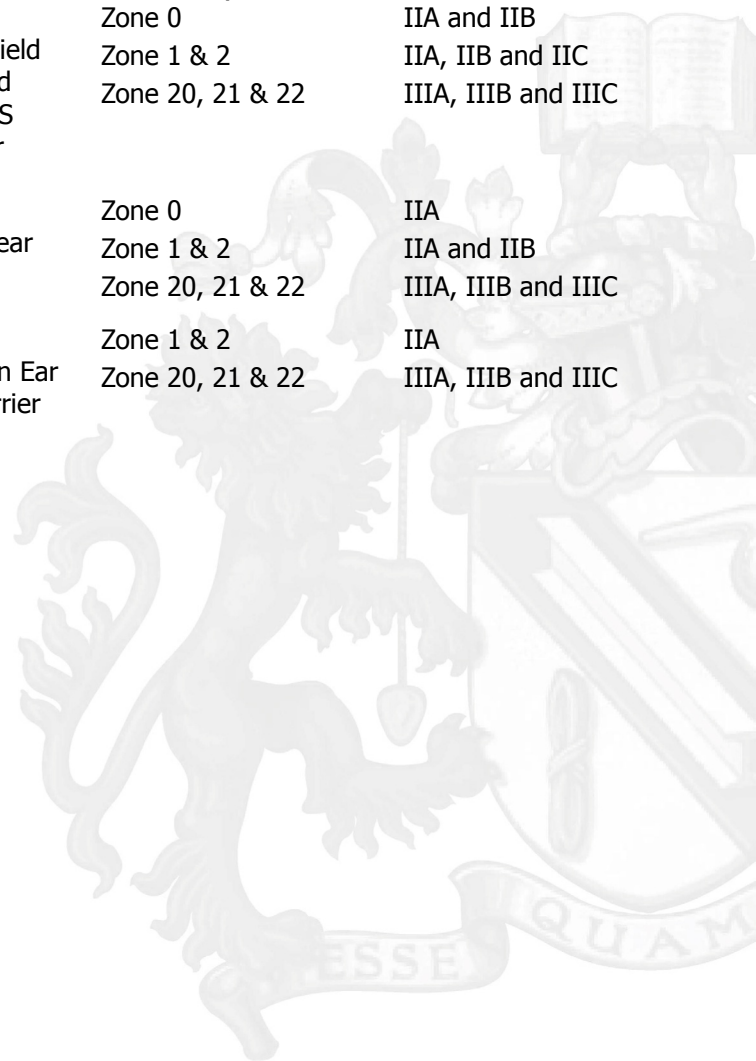 Zone 0 IIA and IIB
ield Zone 1 & 2 IIA, IIB and IIC
d Zone 20, 21 & 22 IIIA, IIIB and IIIC
S
r
Zone 0 IIA
ear Zone 1 & 2 IIA and IIB
Zone 20, 21 & 22 IIIA, IIIB and IIIC
Zone 1 & 2 IIA
n Ear Zone 20, 21 & 22 IIIA, IIIB and IIIC
rrier
ESSE QUAM